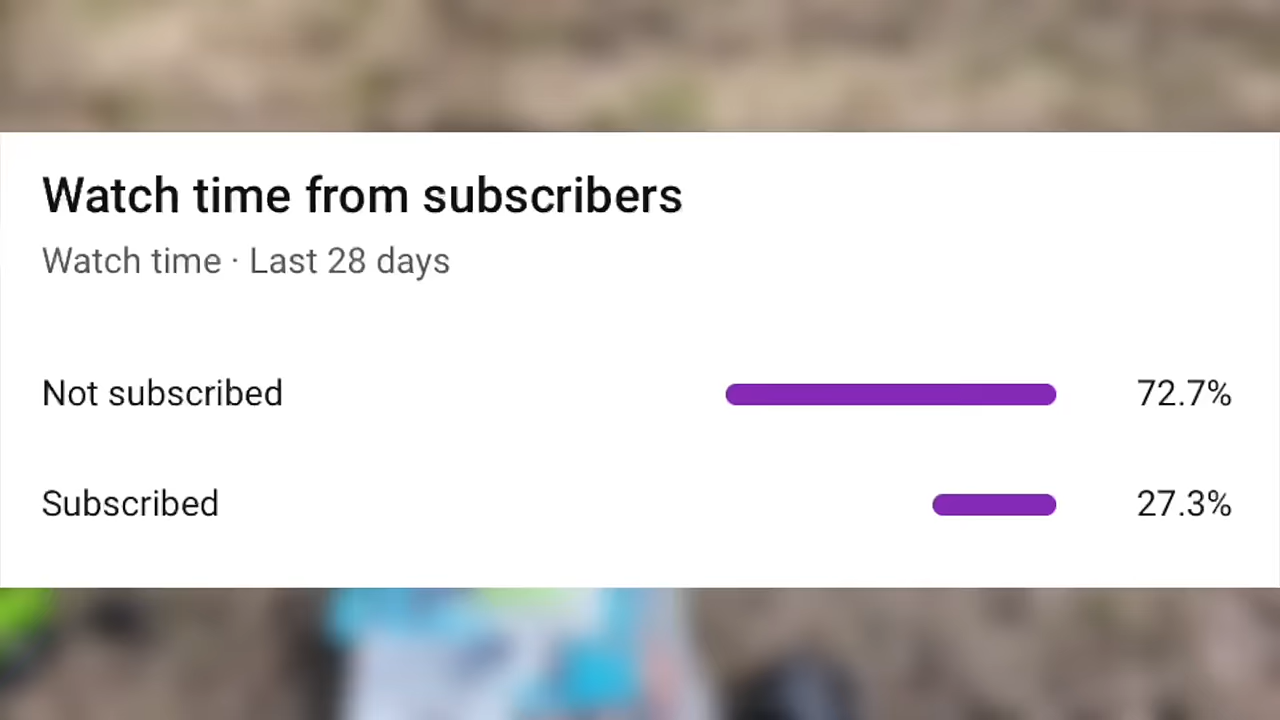 Watch time from subscribers
Watch time · Last 28 days
Not subscribed 72.7%
Subscribed 27.3%